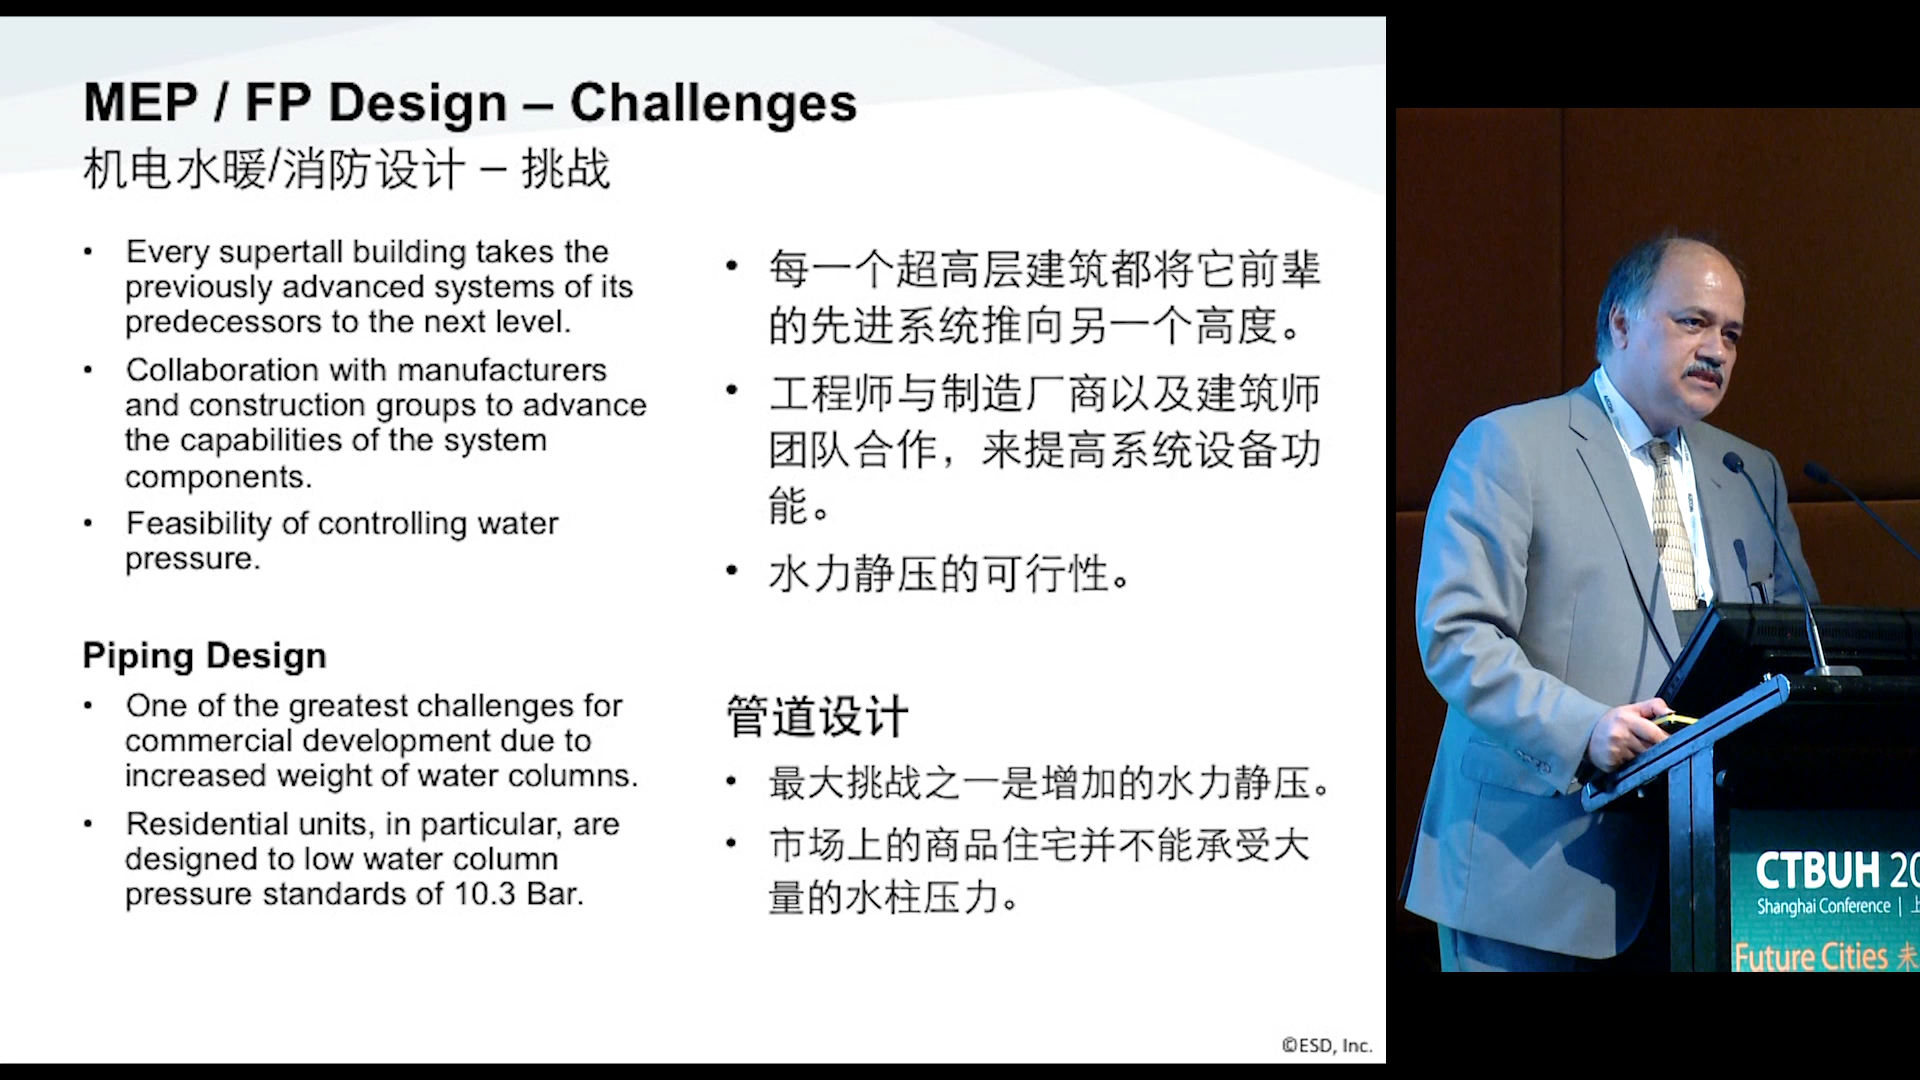 MEP / FP Design – Challenges
机电水暖/消防设计 – 挑战
• Every supertall building takes the
previously advanced systems of its
predecessors to the next level.
• Collaboration with manufacturers
and construction groups to advance
the capabilities of the system
components.
• Feasibility of controlling water
pressure.
Piping Design
• One of the greatest challenges for
commercial development due to
increased weight of water columns.
• Residential units, in particular, are
designed to low water column
pressure standards of 10.3 Bar.
• 每一个超高层建筑都将它前辈
的先进系统推向另一个高度。
• 工程师与制造厂商以及建筑师
团队合作，来提高系统设备功
能。
• 水力静压的可行性。
管道设计
• 最大挑战之一是增加的水力静压。
• 市场上的商品住宅并不能承受大
量的水柱压力。
©ESD, Inc.
CTBUH 20
Shanghai Conference | 上
Future Cities 未